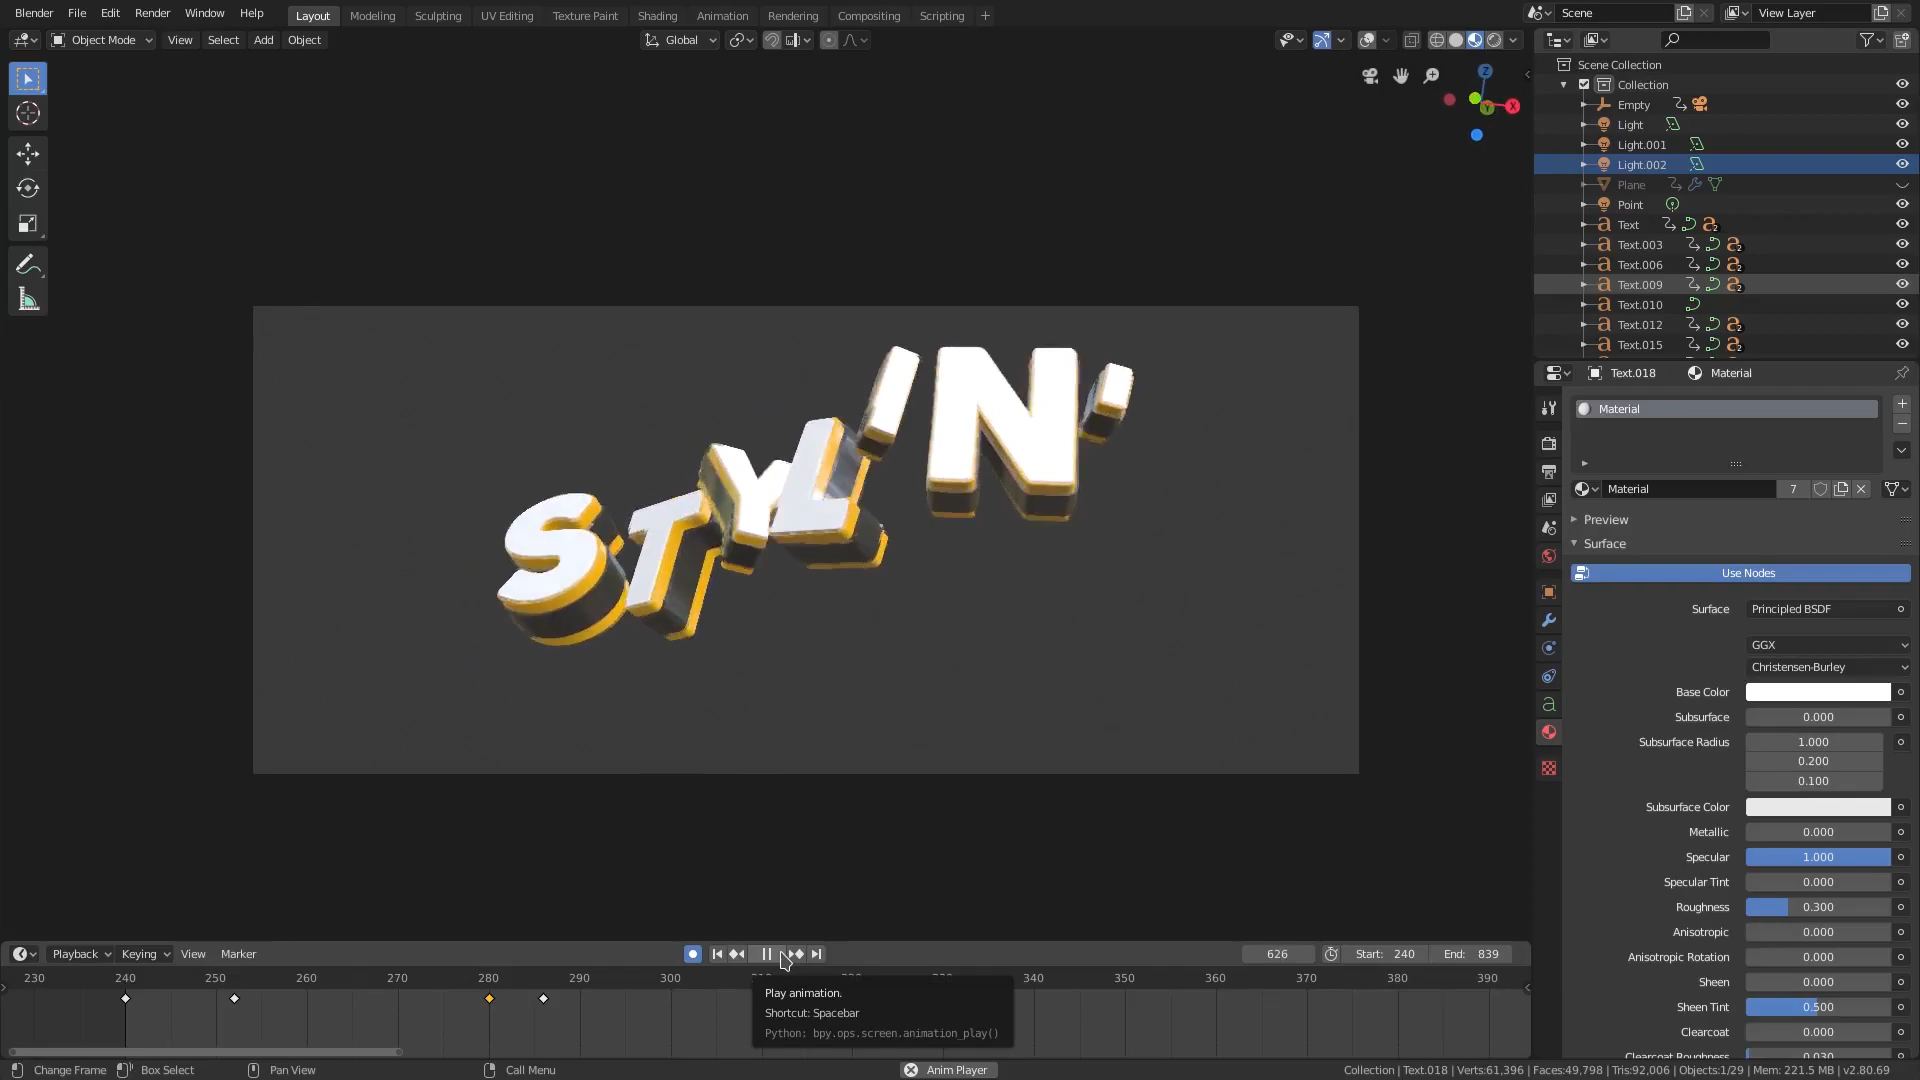 Blender File Edit Render Window Help Layout Modeling Sculpting UV Editing Texture Paint Shading Animation Rendering Compositing Scripting + Scene View Layer
Object Mode View Select Add Object Global
Z
X
Y
Scene Collection
Collection
Empty
Light
Light.001
Light.002
Plane
Point
Text
Text.003
Text.006
Text.009
Text.010
Text.012
Text.015
STYLIN'
Text.018 Material
Material
Material 7
Preview
Surface
Use Nodes
Surface Principled BSDF
GGX
Christensen-Burley
Base Color
Subsurface 0.000
Subsurface Radius 1.000
0.200
0.100
Subsurface Color
Metallic 0.000
Specular 1.000
Specular Tint 0.000
Roughness 0.300
Anisotropic 0.000
Anisotropic Rotation 0.000
Sheen 0.000
Sheen Tint 0.500
Clearcoat 0.000
Clearcoat Roughness 0.030
Playback Keying View Marker 626 Start: 240 End: 839
230 240 250 260 270 280 290 300 340 350 360 370 380 390
Play animation.
Shortcut: Spacebar
Python: bpy.ops.screen.animation_play()
Change Frame Box Select Pan View Call Menu Anim Player Collection | Text.018 | Verts:61,396 | Faces:49,798 | Tris:92,006 | Objects:1/29 | Mem: 221.5 MB | v2.80.69